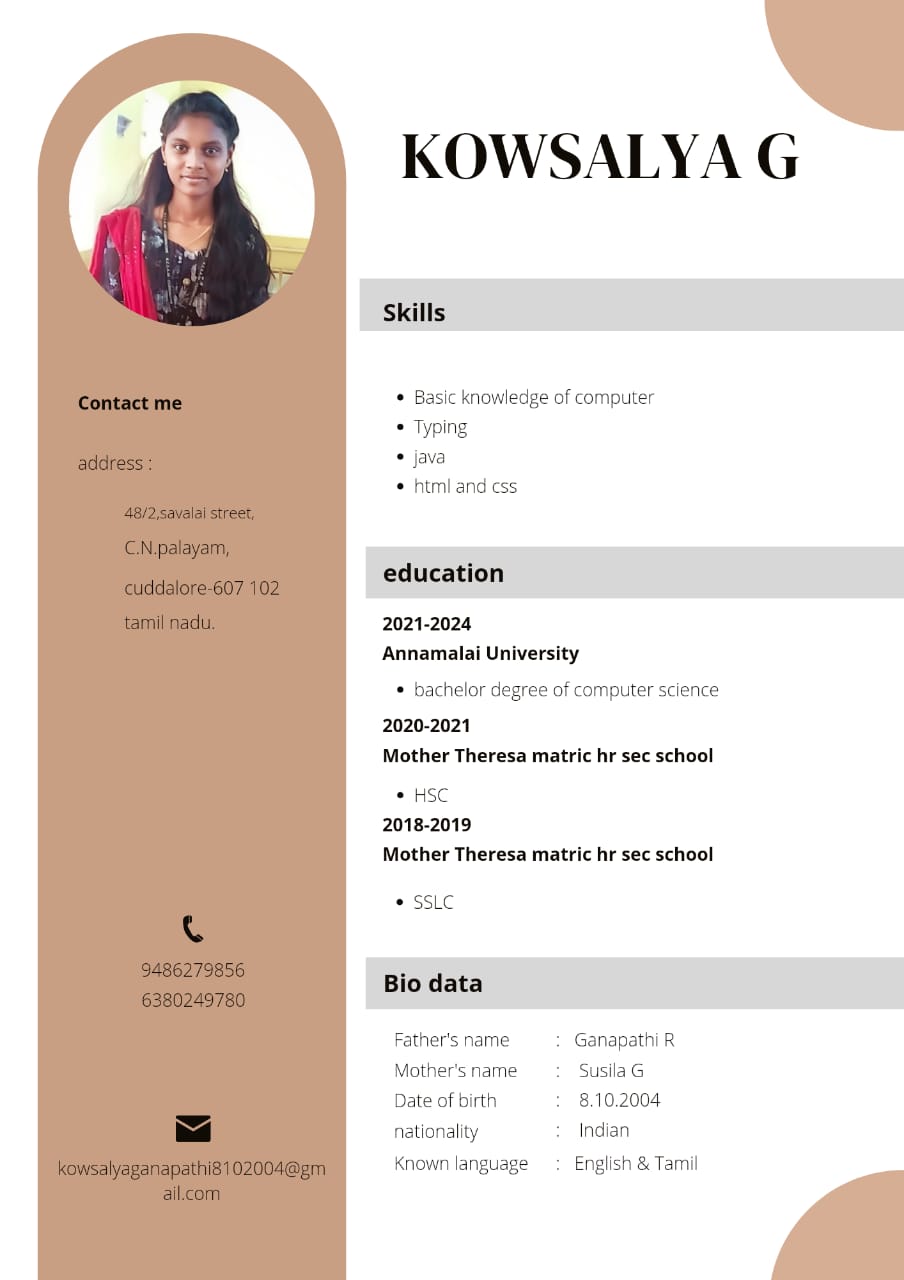 KOWSALYA G
Contact me
address :
48/2,savalai street,
C.N.palayam,
cuddalore-607 102
tamil nadu.
9486279856
6380249780
kowsalyaganapathi8102004@gm
ail.com
Skills
• Basic knowledge of computer
• Typing
• java
• html and css
education
2021-2024
Annamalai University
• bachelor degree of computer science
2020-2021
Mother Theresa matric hr sec school
• HSC
2018-2019
Mother Theresa matric hr sec school
• SSLC
Bio data
Father's name : Ganapathi R
Mother's name : Susila G
Date of birth : 8.10.2004
nationality : Indian
Known language : English & Tamil